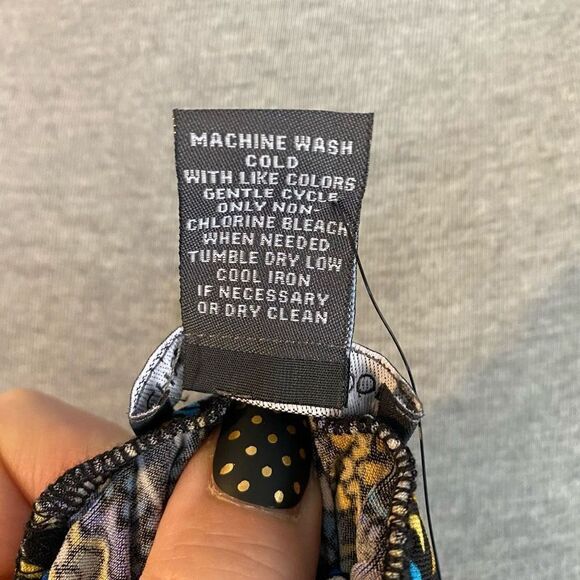 MACHINE WASH
COLD
WITH LIKE COLORS
GENTLE CYCLE
ONLY NON-
CHLORINE BLEACH
WHEN NEEDED
TUMBLE DRY LOW
COOL IRON
IF NECESSARY
OR DRY CLEAN